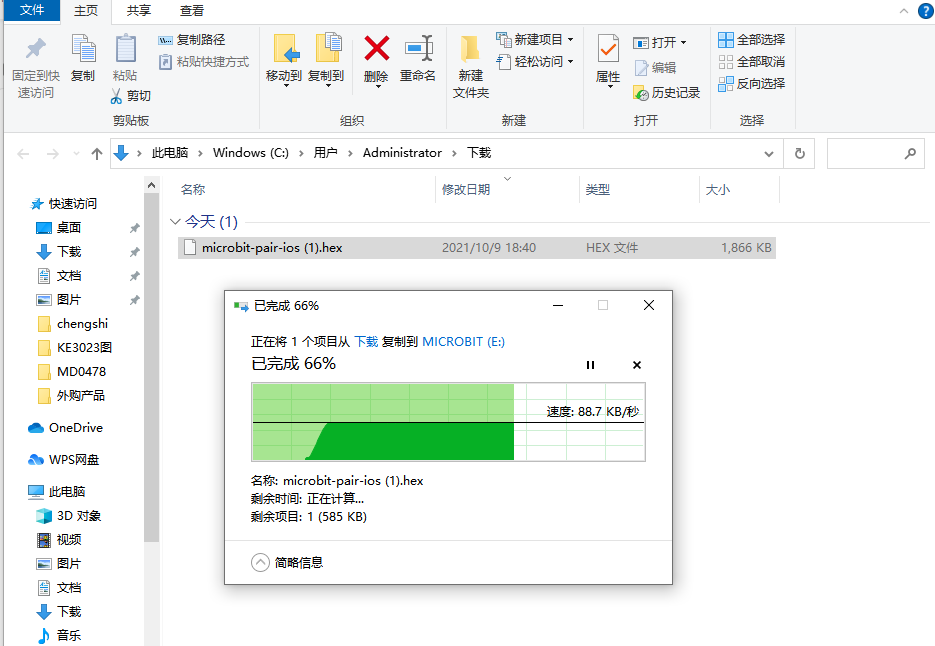 文件 主页 共享 查看
固定到快速访问
复制
粘贴
复制路径
粘贴快捷方式
剪切
剪贴板
移动到
复制到
删除
重命名
组织
新建文件夹
新建项目
轻松访问
新建
属性
打开
编辑
历史记录
打开
全部选择
全部取消
反向选择
选择
此电脑 Windows (C:) 用户 Administrator 下载
名称 修改日期 类型 大小
今天 (1)
microbit-pair-ios (1).hex 2021/10/9 18:40 HEX 文件 1,866 KB
快速访问
桌面
下载
文档
图片
chengshi
KE3023图
MD0478
外购产品
OneDrive
WPS网盘
此电脑
3D 对象
视频
图片
文档
下载
音乐
已完成 66%
正在将 1 个项目从 下载 复制到 MICROBIT (E:)
已完成 66%
速度: 88.7 KB/秒
名称: microbit-pair-ios (1).hex
剩余时间: 正在计算...
剩余项目: 1 (585 KB)
简略信息